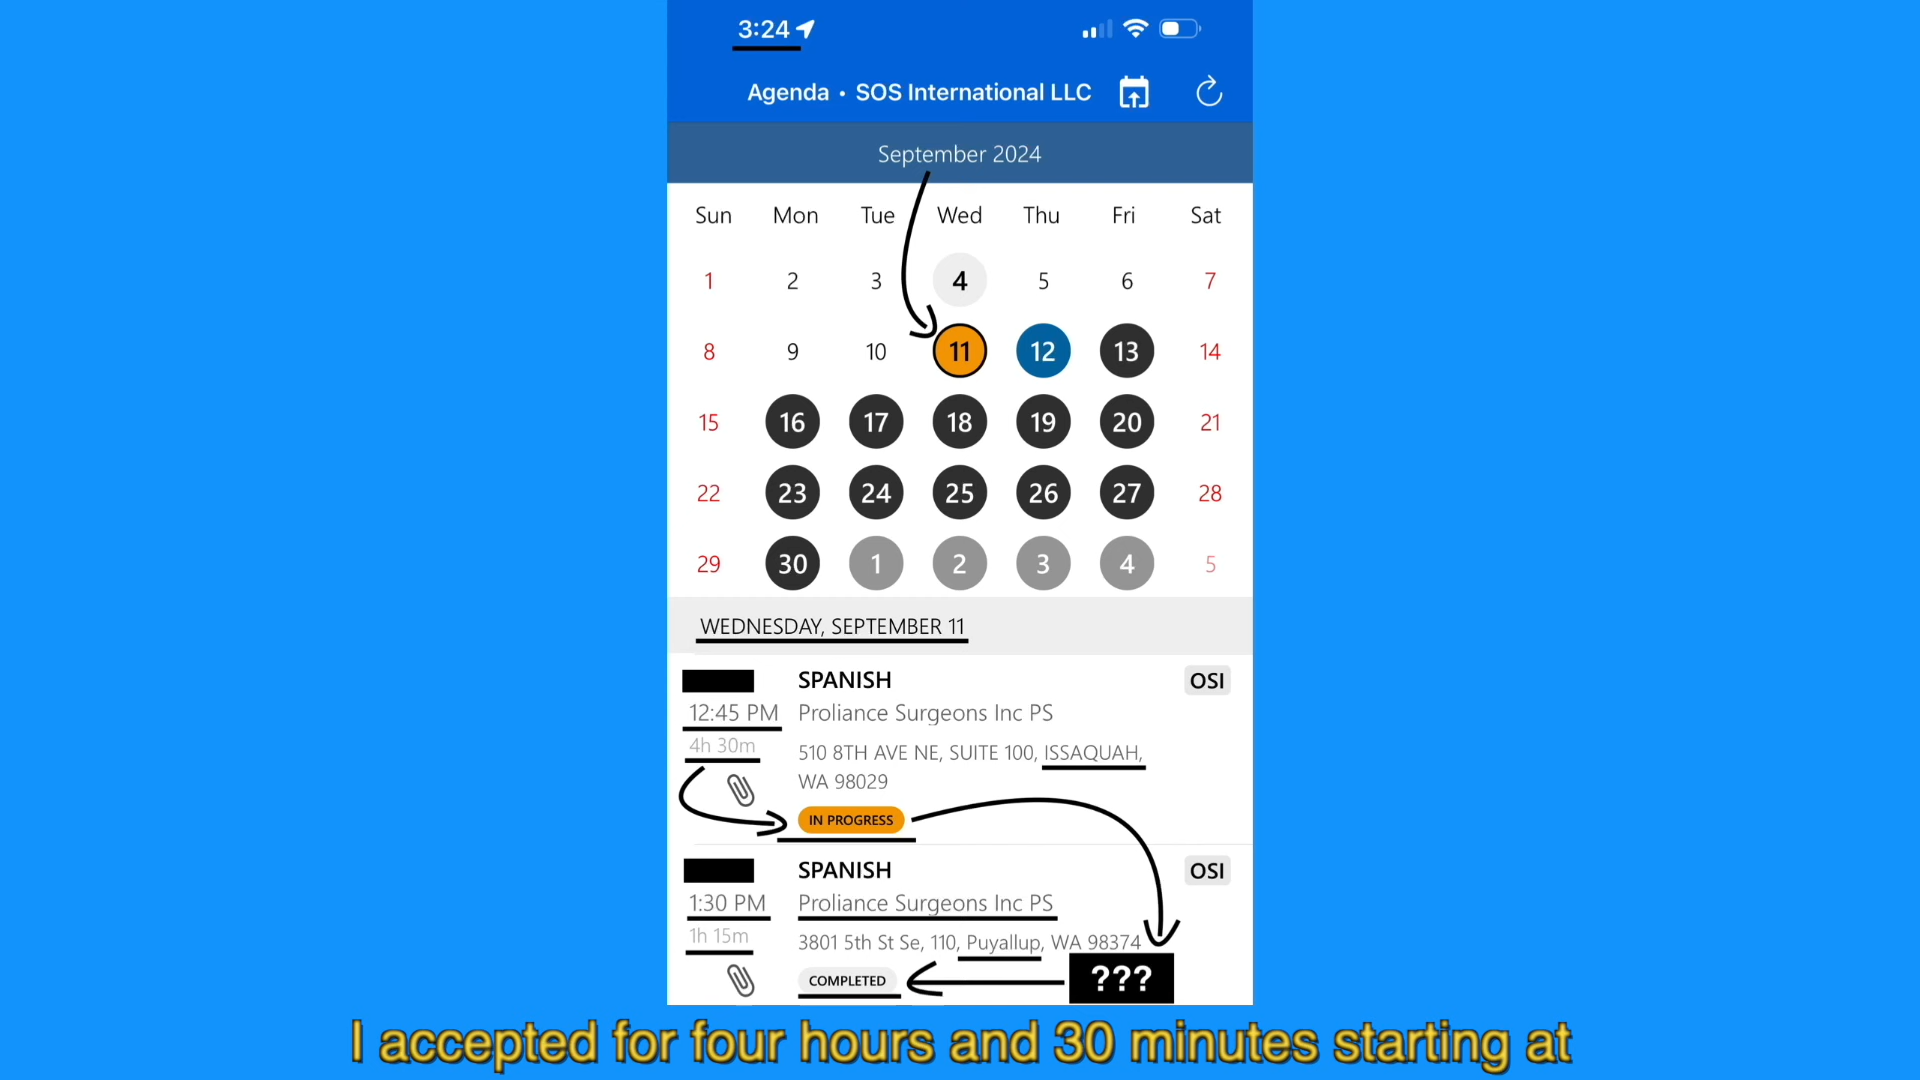 3:24
Agenda • SOS International LLC
September 2024
Sun Mon Tue Wed Thu Fri Sat
1 2 3 4 5 6 7
8 9 10 11 12 13 14
15 16 17 18 19 20 21
22 23 24 25 26 27 28
29 30 1 2 3 4 5
WEDNESDAY, SEPTEMBER 11
SPANISH OSI
12:45 PM Proliance Surgeons Inc PS
4h 30m 510 8TH AVE NE, SUITE 100, ISSAQUAH,
WA 98029
IN PROGRESS
SPANISH OSI
1:30 PM Proliance Surgeons Inc PS
1h 15m 3801 5th St Se, 110, Puyallup, WA 98374
COMPLETED ???
I accepted for four hours and 30 minutes starting at